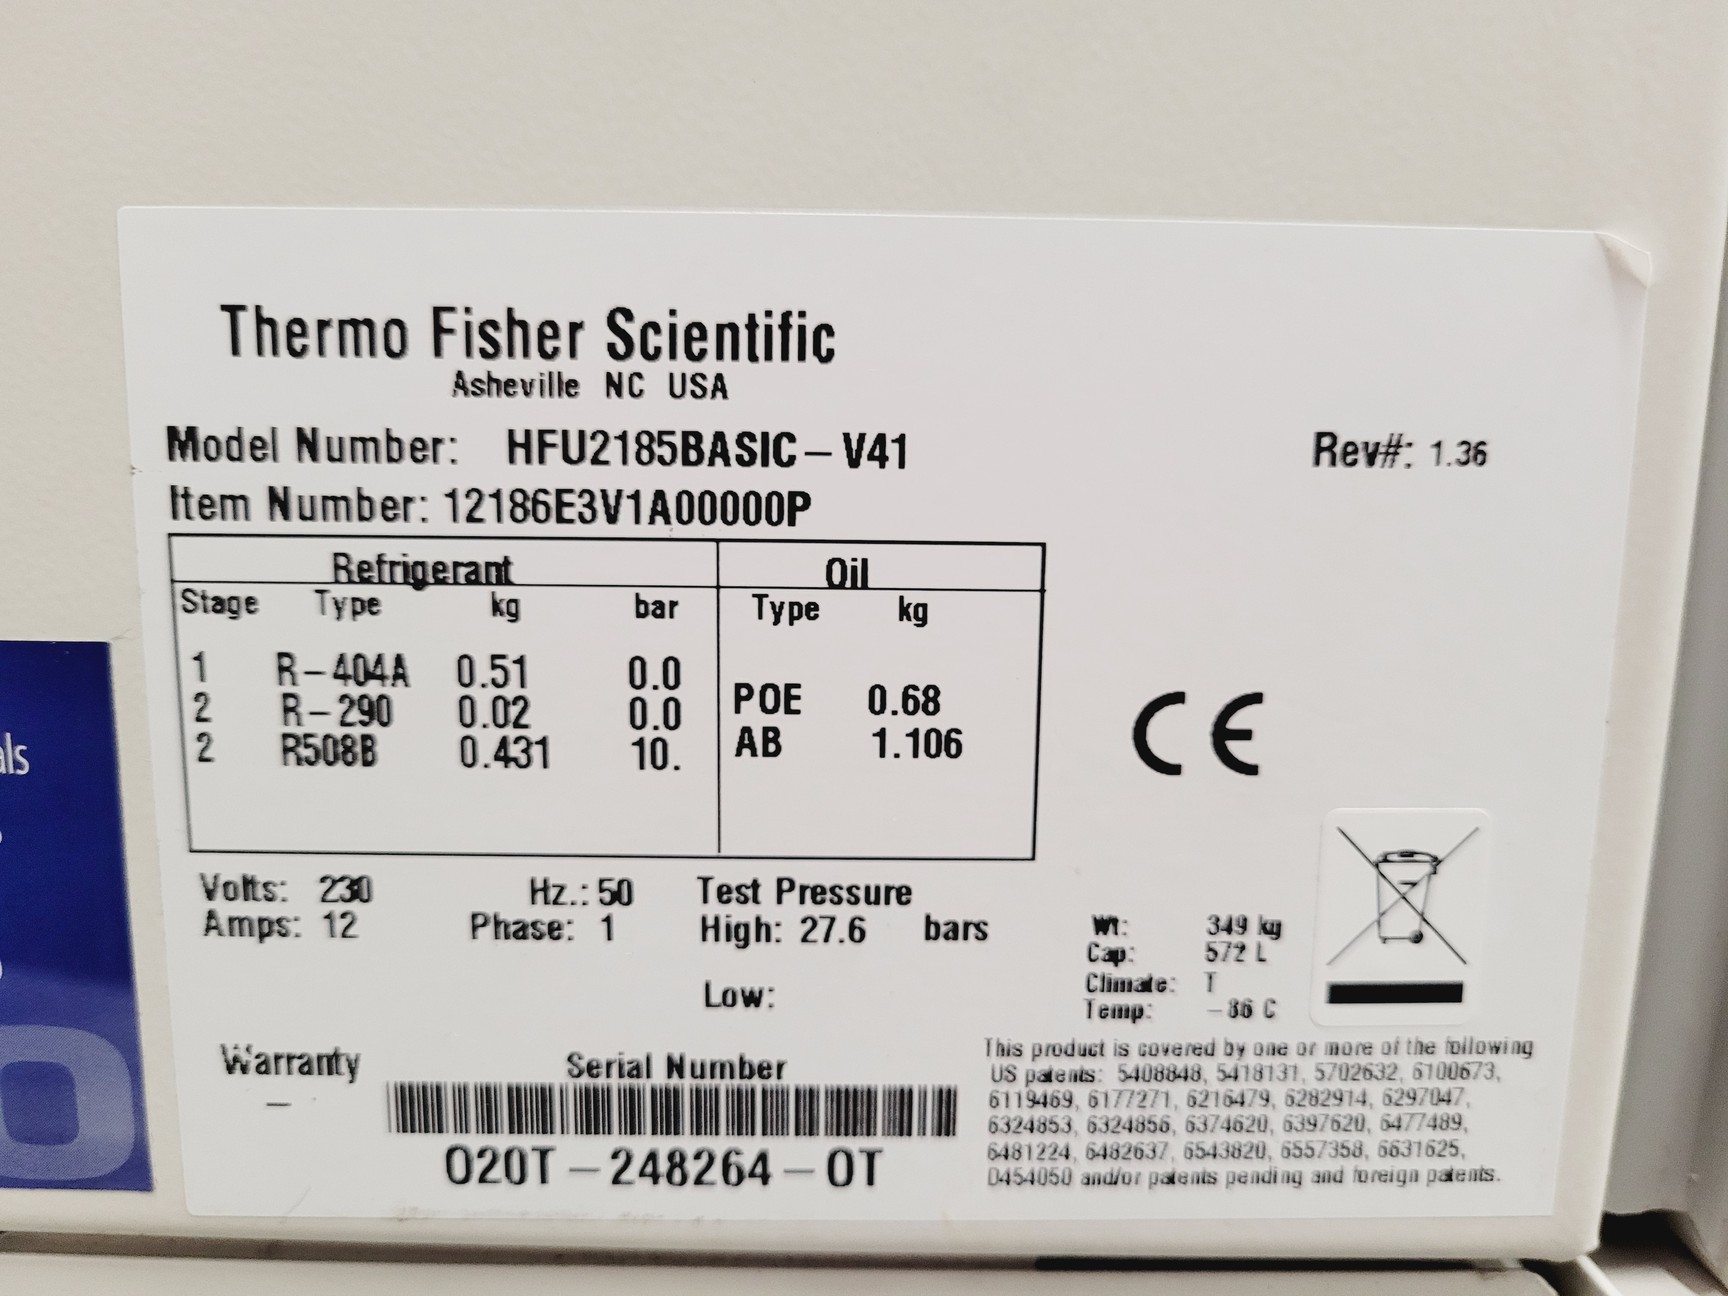 Thermo Fisher Scientific
Asheville NC USA
Model Number: HFU2185BASIC-V41
Rev#: 1.36
Item Number: 12186E3V1A00000P
Refrigerant Oil
Stage Type kg bar Type kg
1 R-404A 0.51 0.0
2 R-290 0.02 0.0
2 R508B 0.431 10.
POE 0.68
AB 1.106
CE
Volts: 230 Hz.: 50 Test Pressure
Amps: 12 Phase: 1 High: 27.6 bars
Low:
Wt: 349 kg
Cap: 572 L
Climate: T
Temp: -86 C
Warranty
-
Serial Number
020T-248264-0T
This product is covered by one or more of the following
US patents: 5408848, 5418131, 5702632, 6100673,
6119469, 6177271, 6216479, 6282914, 6297047,
6324853, 6324856, 6374620, 6397620, 6477489,
6481224, 6482637, 6543820, 6557358, 6631625,
D454050 and/or patents pending and foreign patents.
als